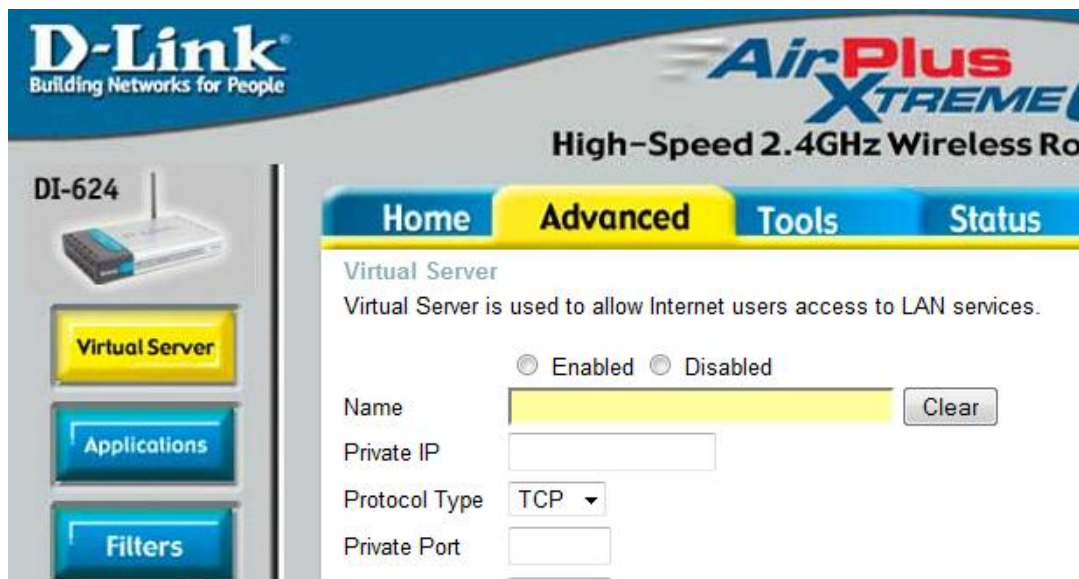 D-Link
Building Networks for People
AirPlus
XTREME
High-Speed 2.4GHz Wireless
DI-624
Home
Advanced
Tools
Status
Virtual Server
Virtual Server is used to allow Internet users access to LAN services.
Virtual Server
Enabled
Disabled
Name
Clear
Applications
Private IP
Protocol Type
TCP
Filters
Private Port